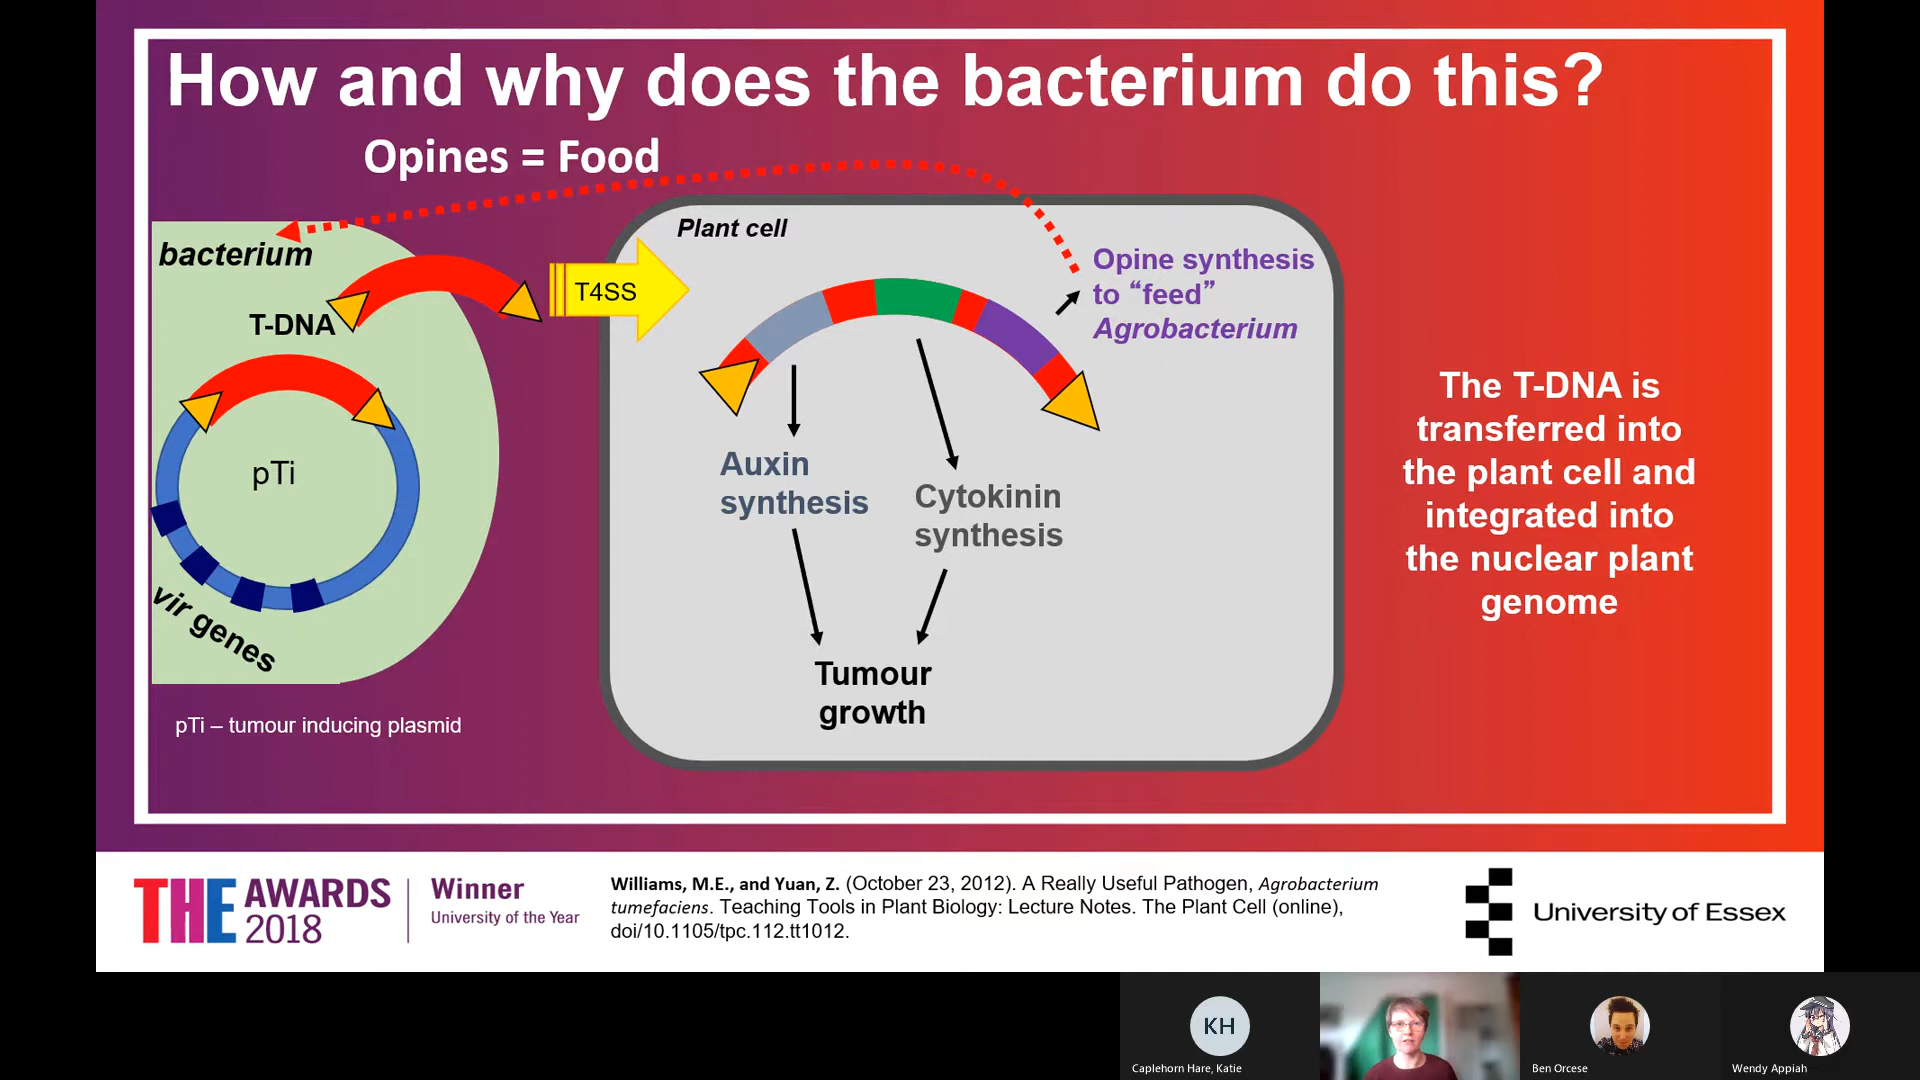 How and why does the bacterium do this?
Opines = Food
Plant cell
bacterium
T-DNA
T4SS
Opine synthesis
to “feed”
Agrobacterium
pTi
vir genes
Auxin
synthesis
Cytokinin
synthesis
Tumour
growth
The T-DNA is
transferred into
the plant cell and
integrated into
the nuclear plant
genome
pTi – tumour inducing plasmid
THE AWARDS
2018
Winner
University of the Year
Williams, M.E., and Yuan, Z. (October 23, 2012). A Really Useful Pathogen, Agrobacterium
tumefaciens. Teaching Tools in Plant Biology: Lecture Notes. The Plant Cell (online),
doi/10.1105/tpc.112.tt1012.
University of Essex
KH
Caplehorn Hare, Katie
Ben Orcese
Wendy Appiah